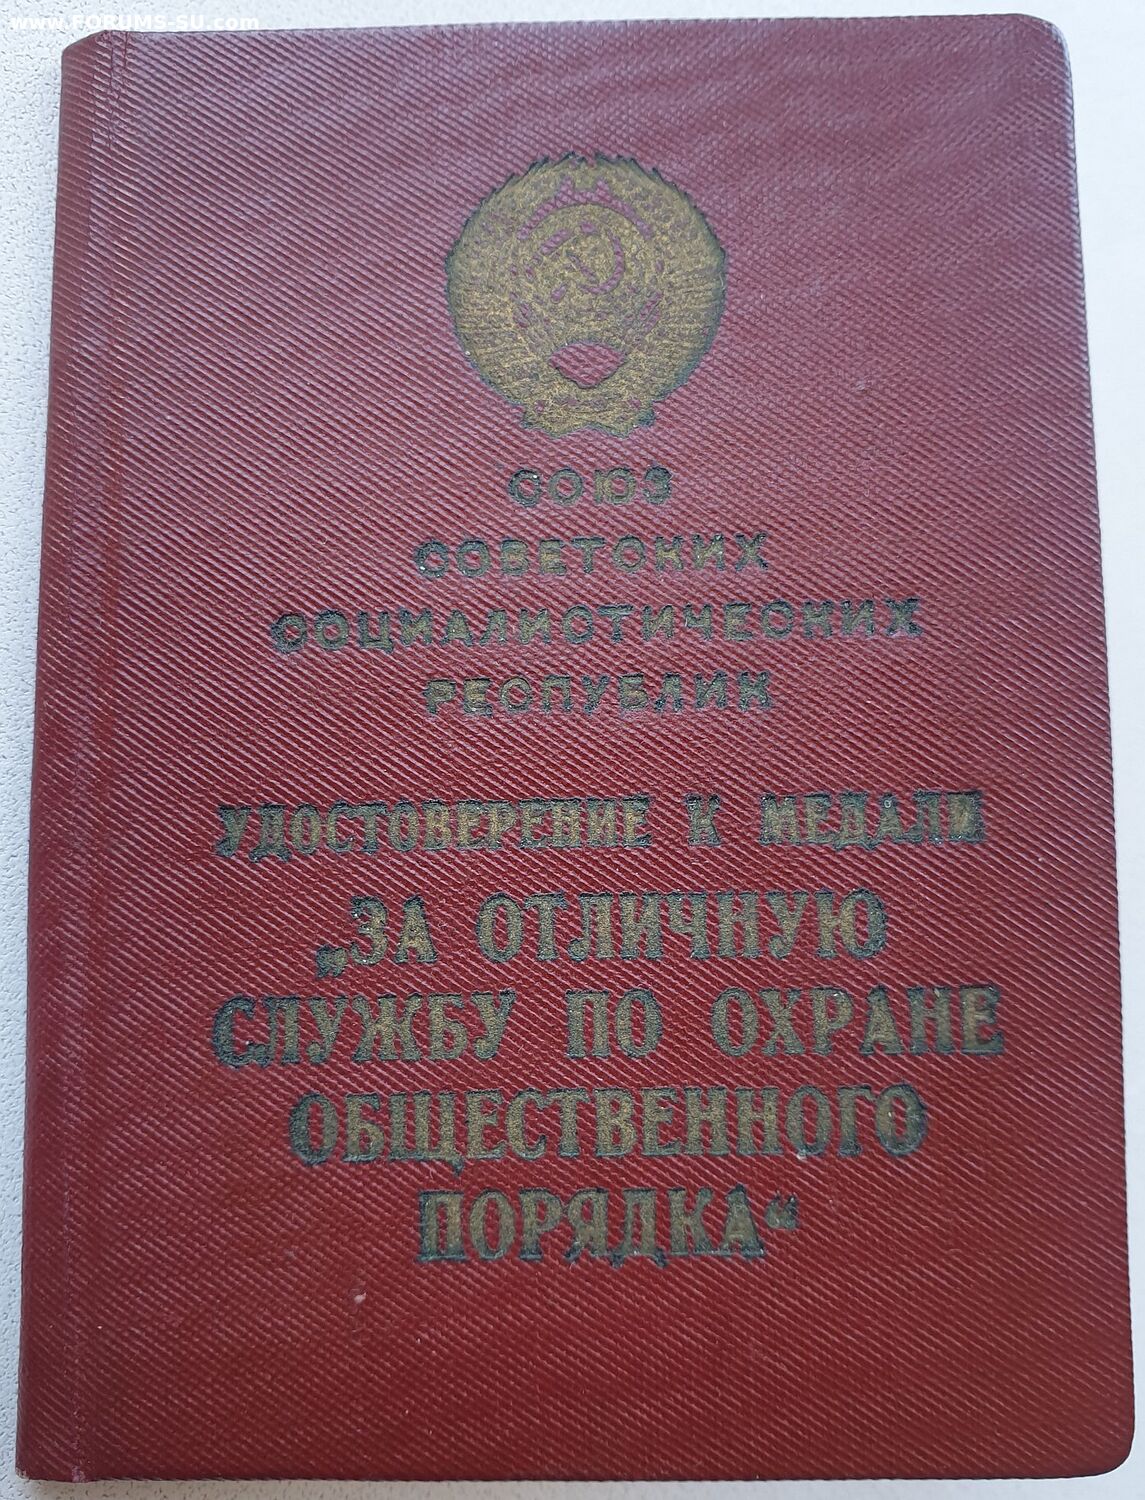 www.FORUMS-SU.com
СОЮЗ
СОВЕТСКИХ
СОЦИАЛИСТИЧЕСКИХ
РЕСПУБЛИК
УДОСТОВЕРЕНИЕ К МЕДАЛИ
„ЗА ОТЛИЧНУЮ
СЛУЖБУ ПО ОХРАНЕ
ОБЩЕСТВЕННОГО
ПОРЯДКА“